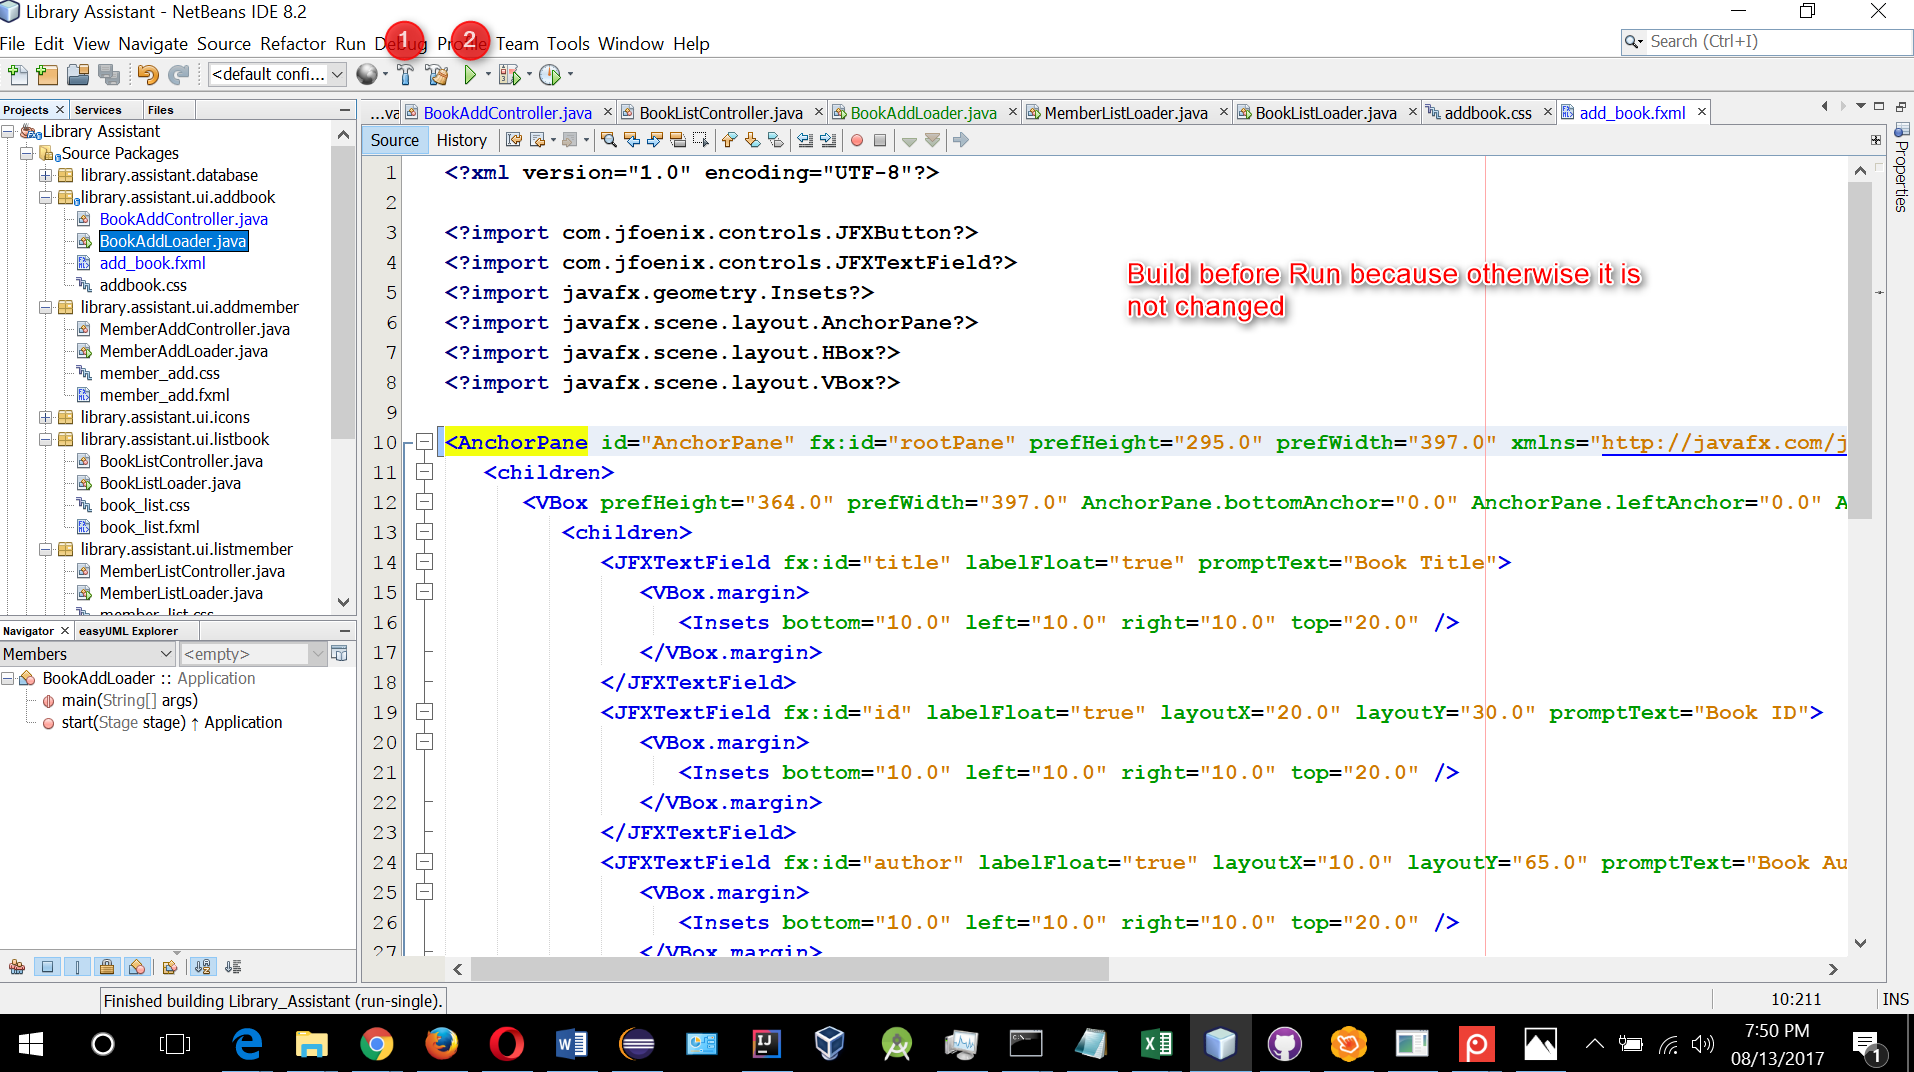 Library Assistant - NetBeans IDE 8.2
File Edit View Navigate Source Refactor Run Debug Profile Team Tools Window Help
1
2
Search (Ctrl+I)
<default confi...
Projects Services Files
Library Assistant
Source Packages
library.assistant.database
library.assistant.ui.addbook
BookAddController.java
BookAddLoader.java
add_book.fxml
addbook.css
library.assistant.ui.addmember
MemberAddController.java
MemberAddLoader.java
member_add.css
member_add.fxml
library.assistant.ui.icons
library.assistant.ui.listbook
BookListController.java
BookListLoader.java
book_list.css
book_list.fxml
library.assistant.ui.listmember
MemberListController.java
MemberListLoader.java
member_list.css
Navigator easyUML Explorer
Members <empty>
BookAddLoader :: Application
main(String[] args)
start(Stage stage) ↑ Application
...va BookAddController.java BookListController.java BookAddLoader.java MemberListLoader.java BookListLoader.java addbook.css add_book.fxml
Source History
Properties
1 <?xml version="1.0" encoding="UTF-8"?>
2
3 <?import com.jfoenix.controls.JFXButton?>
4 <?import com.jfoenix.controls.JFXTextField?>
5 <?import javafx.geometry.Insets?>
6 <?import javafx.scene.layout.AnchorPane?>
7 <?import javafx.scene.layout.HBox?>
8 <?import javafx.scene.layout.VBox?>
9
10 <AnchorPane id="AnchorPane" fx:id="rootPane" prefHeight="295.0" prefWidth="397.0" xmlns="http://javafx.com/j
11 <children>
12 <VBox prefHeight="364.0" prefWidth="397.0" AnchorPane.bottomAnchor="0.0" AnchorPane.leftAnchor="0.0" A
13 <children>
14 <JFXTextField fx:id="title" labelFloat="true" promptText="Book Title">
15 <VBox.margin>
16 <Insets bottom="10.0" left="10.0" right="10.0" top="20.0" />
17 </VBox.margin>
18 </JFXTextField>
19 <JFXTextField fx:id="id" labelFloat="true" layoutX="20.0" layoutY="30.0" promptText="Book ID">
20 <VBox.margin>
21 <Insets bottom="10.0" left="10.0" right="10.0" top="20.0" />
22 </VBox.margin>
23 </JFXTextField>
24 <JFXTextField fx:id="author" labelFloat="true" layoutX="10.0" layoutY="65.0" promptText="Book Au
25 <VBox.margin>
26 <Insets bottom="10.0" left="10.0" right="10.0" top="20.0" />
27 </VBox.margin>
Build before Run because otherwise it is
not changed
Finished building Library_Assistant (run-single).
10:211 INS
7:50 PM
08/13/2017
1